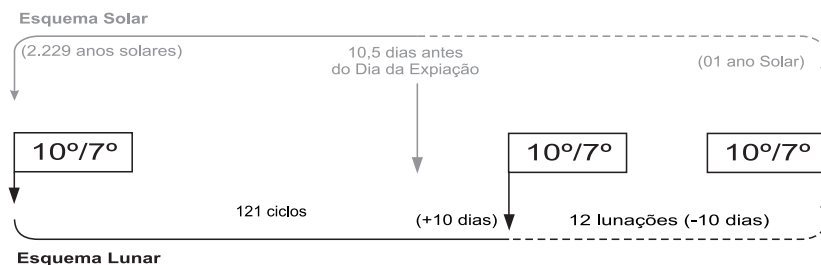 Esquema Solar
(2.229 anos solares)
10,5 dias antes
do Dia da Expiação
(01 ano Solar)
10º/7º
10º/7º
10º/7º
121 ciclos
(+10 dias)
12 lunações (-10 dias)
Esquema Lunar